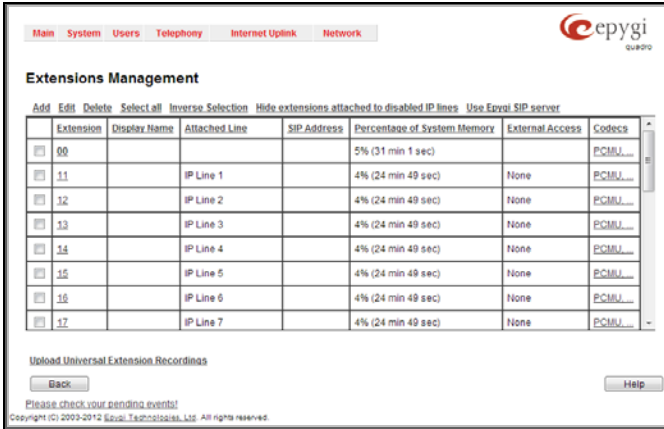 Main System Users Telephony Internet Uplink Network
epygi
quadro
Extensions Management
Add Edit Delete Select all Inverse Selection Hide extensions attached to disabled IP lines Use Epygi SIP server
Extension Display Name Attached Line SIP Address Percentage of System Memory External Access Codecs
00 5% (31 min 1 sec) PCMU, ...
11 IP Line 1 4% (24 min 49 sec) None PCMU, ...
12 IP Line 2 4% (24 min 49 sec) None PCMU, ...
13 IP Line 3 4% (24 min 49 sec) None PCMU, ...
14 IP Line 4 4% (24 min 49 sec) None PCMU, ...
15 IP Line 5 4% (24 min 49 sec) None PCMU, ...
16 IP Line 6 4% (24 min 49 sec) None PCMU, ...
17 IP Line 7 4% (24 min 49 sec) None PCMU, ...
Upload Universal Extension Recordings
Back Help
Please check your pending events!
Copyright (C) 2003-2012 Epygi Technologies, Ltd. All rights reserved.